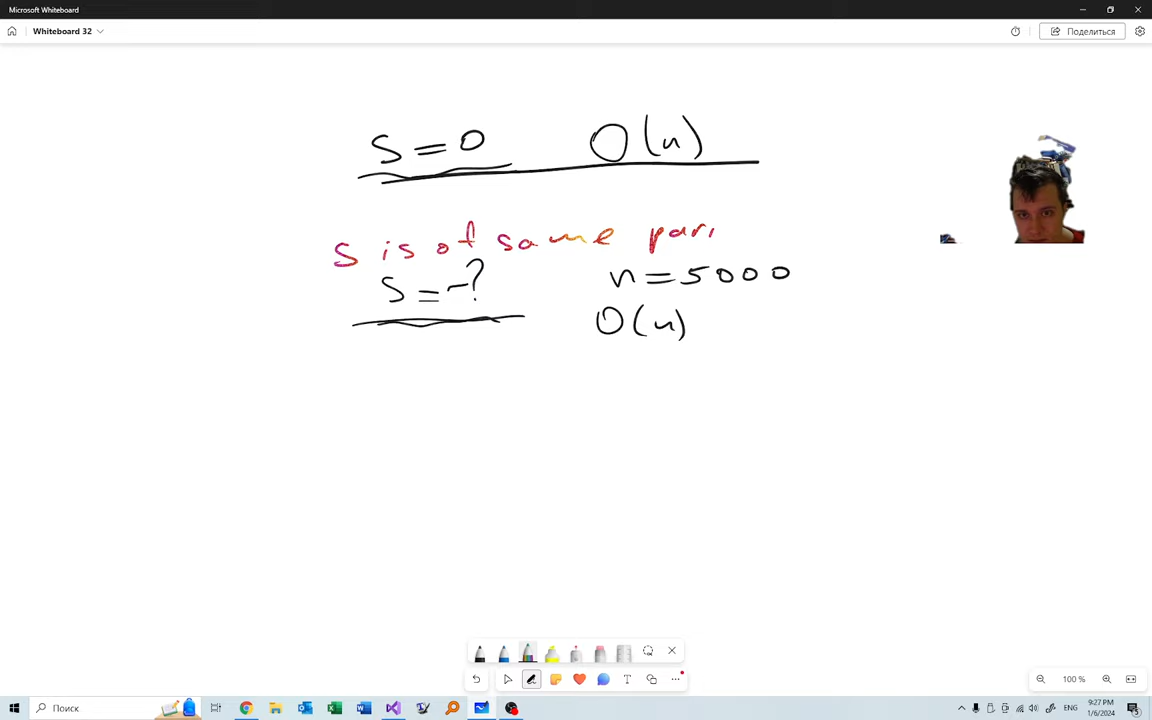 Microsoft Whiteboard
Whiteboard 32
Поделиться
S = 0 O(n)
S is of same pari
S = ? n = 5000
O(n)
100 %
Поиск
ENG
9:27 PM
1/6/2024
5